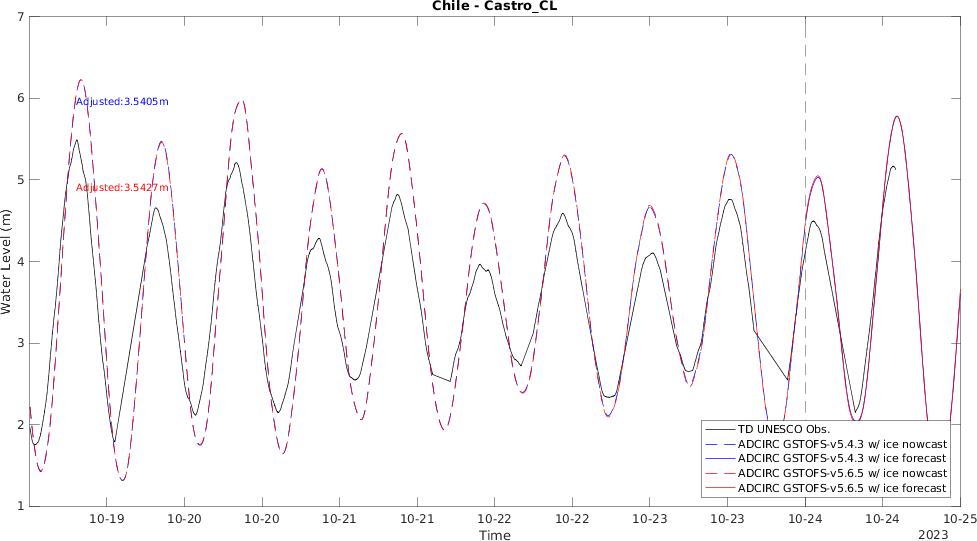 Chile - Castro_CL
7
6
5
4
3
2
1
Water Level (m)
Adjusted:3.5405m
Adjusted:3.5427m
TD UNESCO Obs.
ADCIRC GSTOFS-v5.4.3 w/ ice nowcast
ADCIRC GSTOFS-v5.4.3 w/ ice forecast
ADCIRC GSTOFS-v5.6.5 w/ ice nowcast
ADCIRC GSTOFS-v5.6.5 w/ ice forecast
10-19 10-20 10-20 10-21 10-21 10-22 10-22 10-23 10-23 10-24 10-24 10-25
Time
2023